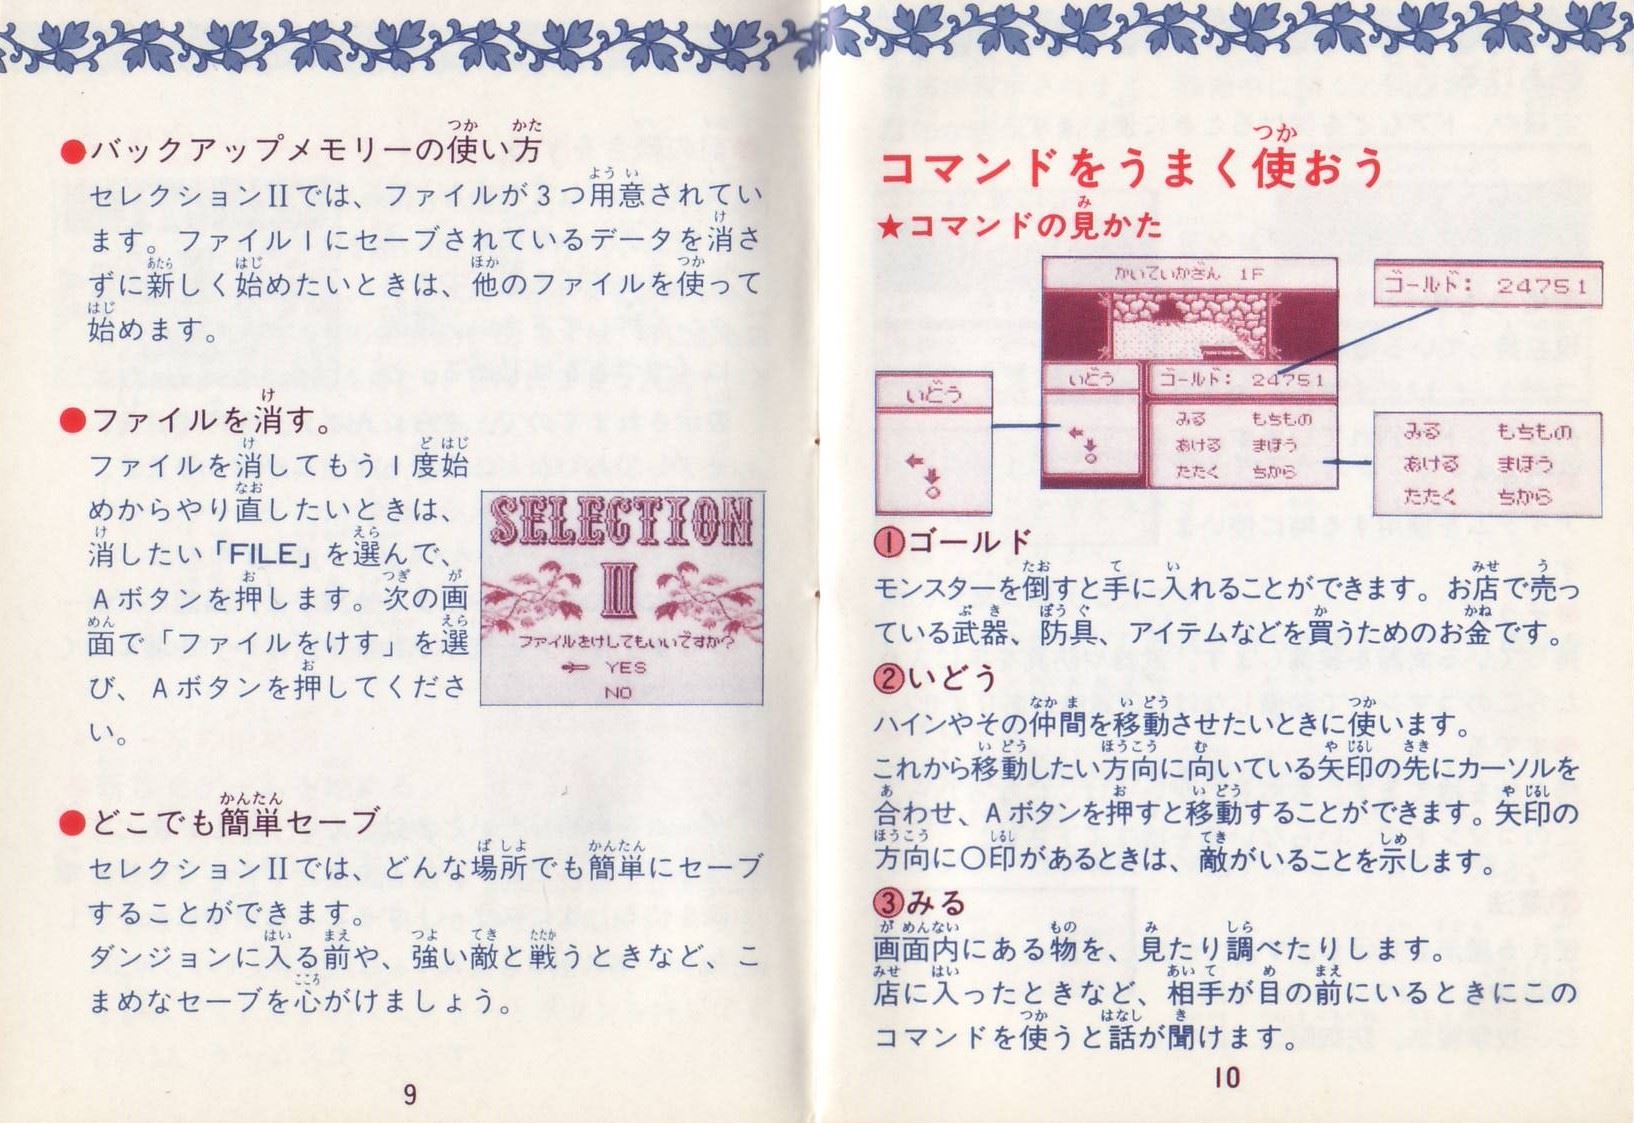 ●バックアップメモリーの使い方
セレクションIIでは、ファイルが3つ用意されてい
ます。ファイル1にセーブされているデータを消さ
ずに新しく始めたいときは、他のファイルを使って
始めます。
●ファイルを消す。
ファイルを消してもう1度始
めからやり直したいときは、
消したい「FILE」を選んで、
Aボタンを押します。次の画
面で「ファイルをけす」を選
び、Aボタンを押してくださ
い。
SELECTION
II
ファイルをけしてもいいですか?
YES
NO
●どこでも簡単セーブ
セレクションIIでは、どんな場所でも簡単にセーブ
することができます。
ダンジョンに入る前や、強い敵と戦うときなど、こ
まめなセーブを心がけましょう。
9
コマンドをうまく使おう
★コマンドの見かた
かいていかざん 1F
いどう
ゴールド: 24751
みる もちもの
あける まほう
たたく ちから
ゴールド: 24751
いどう
みる もちもの
あける まほう
たたく ちから
①ゴールド
モンスターを倒すと手に入れることができます。お店で売っ
ている武器、防具、アイテムなどを買うためのお金です。
②いどう
ハインやその仲間を移動させたいときに使います。
これから移動したい方向に向いている矢印の先にカーソルを
合わせ、Aボタンを押すと移動することができます。矢印の
方向に○印があるときは、敵がいることを示します。
③みる
画面内にある物を、見たり調べたりします。
店に入ったときなど、相手が目の前にいるときにこの
コマンドを使うと話が聞けます。
10